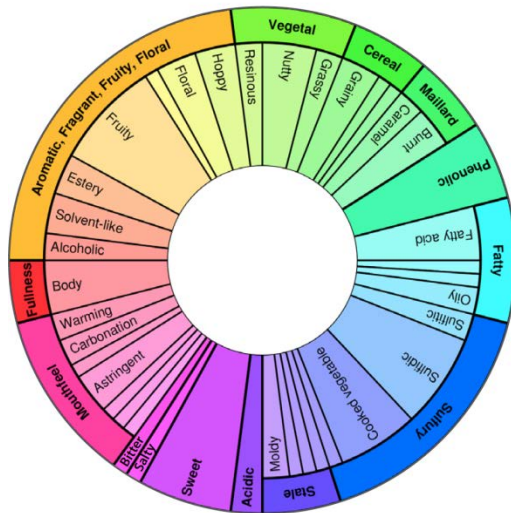 Aromatic, Fragrant, Fruity, Floral
Vegetal
Cereal
Maillard
Phenolic
Fatty
Sulfury
Stale
Acidic
Sweet
Salty
Bitter
Mouthfeel
Fullness
Alcoholic
Solvent-like
Estery
Fruity
Floral
Hoppy
Resinous
Nutty
Grassy
Grainy
Caramel
Burnt
Fatty acid
Oily
Sulfitic
Sulfidic
Cooked vegetable
Moldy
Astringent
Carbonation
Warming
Body